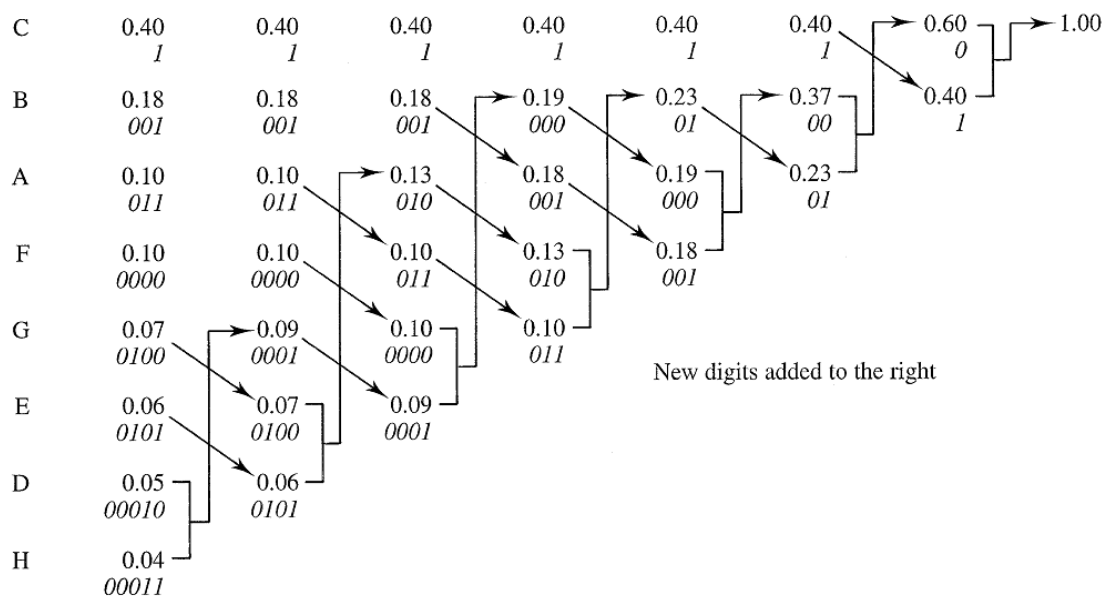 C 0.40 0.40 0.40 0.40 0.40 0.40 0.60 1.00
1 1 1 1 1 1 0
B 0.18 0.18 0.18 0.19 0.23 0.37 0.40
001 001 001 000 01 00 1
A 0.10 0.10 0.13 0.18 0.19 0.23
011 011 010 001 000 01
F 0.10 0.10 0.10 0.13 0.18
0000 0000 011 010 001
G 0.07 0.09 0.10 0.10
0100 0001 0000 011
New digits added to the right
E 0.06 0.07 0.09
0101 0100 0001
D 0.05 0.06
00010 0101
H 0.04
00011